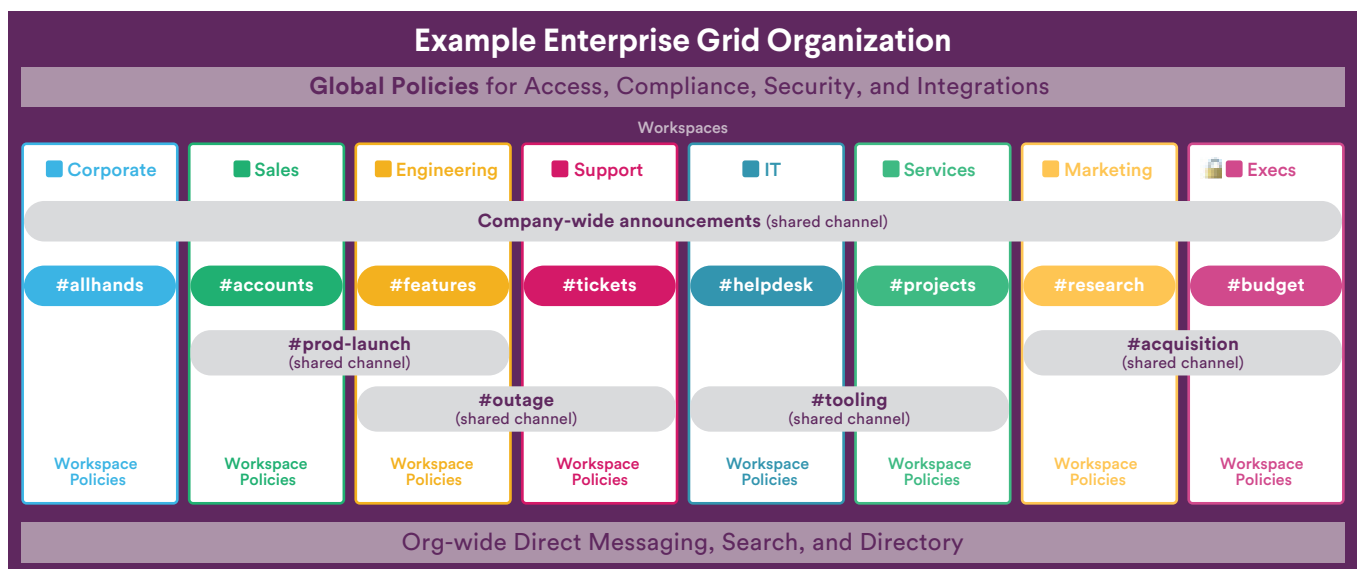 Example Enterprise Grid Organization
Global Policies for Access, Compliance, Security, and Integrations
Workspaces
Corporate
Sales
Engineering
Support
IT
Services
Marketing
Execs
Company-wide announcements (shared channel)
#allhands
#accounts
#features
#tickets
#helpdesk
#projects
#research
#budget
#prod-launch
(shared channel)
#acquisition
(shared channel)
#outage
(shared channel)
#tooling
(shared channel)
Workspace
Policies
Workspace
Policies
Workspace
Policies
Workspace
Policies
Workspace
Policies
Workspace
Policies
Workspace
Policies
Workspace
Policies
Org-wide Direct Messaging, Search, and Directory